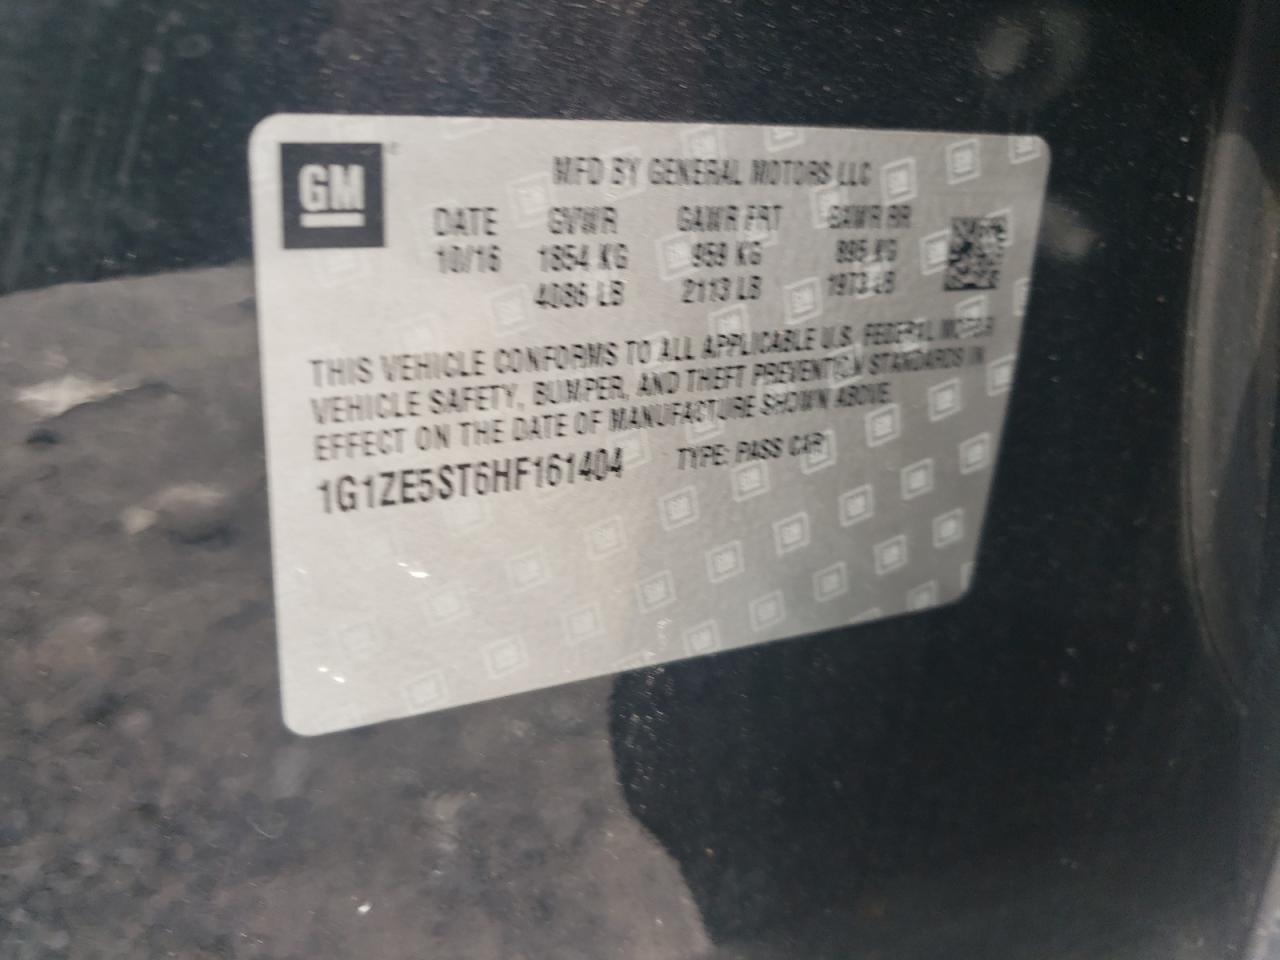 GM
MFD BY GENERAL MOTORS LLC
DATE GVWR GAWR FRT GAWR RR
10/16 1854 KG 959 KG 895 KG
4086 LB 2113 LB 1973 LB
THIS VEHICLE CONFORMS TO ALL APPLICABLE U.S. FEDERAL MOTOR
VEHICLE SAFETY, BUMPER, AND THEFT PREVENTION STANDARDS IN
EFFECT ON THE DATE OF MANUFACTURE SHOWN ABOVE.
1G1ZE5ST6HF161404 TYPE: PASS CAR